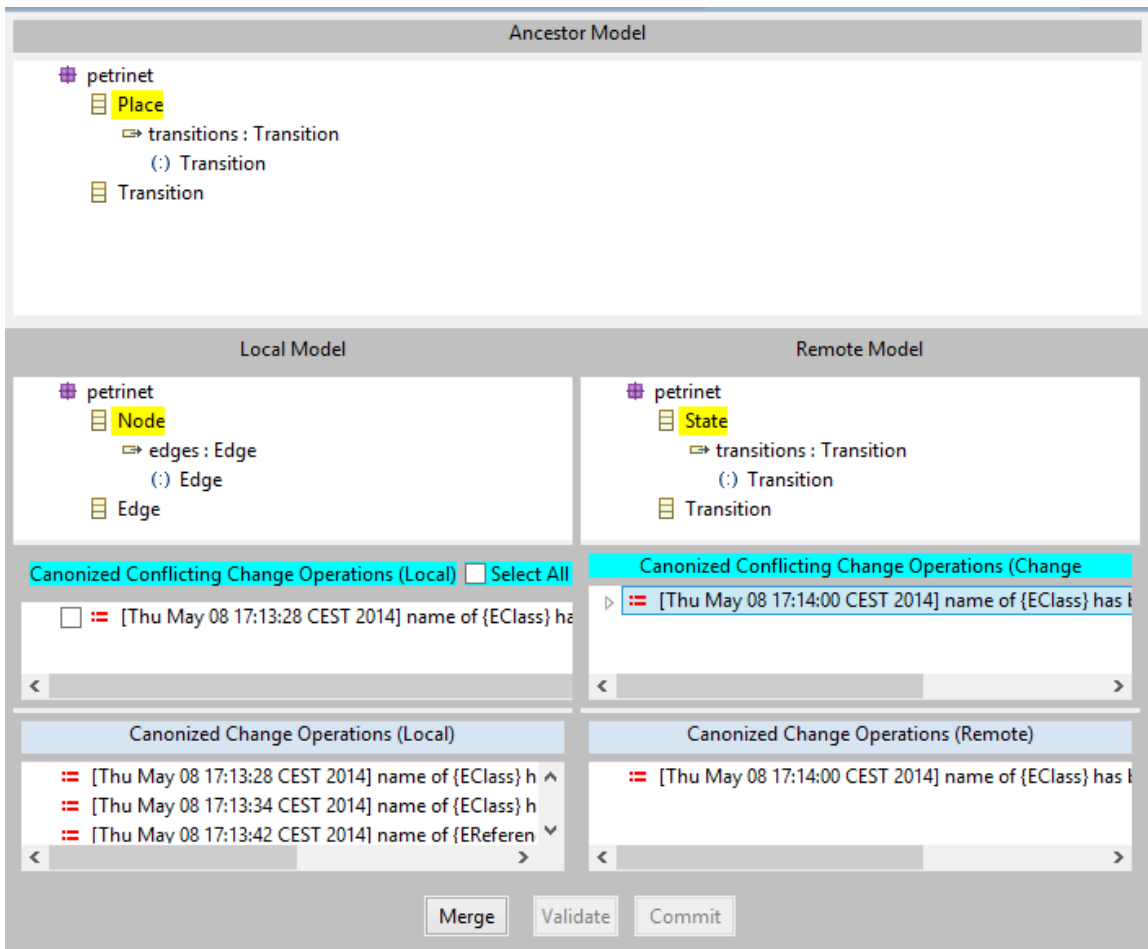 Ancestor Model
petrinet
Place
transitions : Transition
(:) Transition
Transition
Local Model
petrinet
Node
edges : Edge
(:) Edge
Edge
Remote Model
petrinet
State
transitions : Transition
(:) Transition
Transition
Canonized Conflicting Change Operations (Local) Select All
[Thu May 08 17:13:28 CEST 2014] name of {EClass} ha
Canonized Conflicting Change Operations (Change
[Thu May 08 17:14:00 CEST 2014] name of {EClass} has b
Canonized Change Operations (Local)
[Thu May 08 17:13:28 CEST 2014] name of {EClass} h
[Thu May 08 17:13:34 CEST 2014] name of {EClass} h
[Thu May 08 17:13:42 CEST 2014] name of {EReferen
Canonized Change Operations (Remote)
[Thu May 08 17:14:00 CEST 2014] name of {EClass} has b
Merge Validate Commit